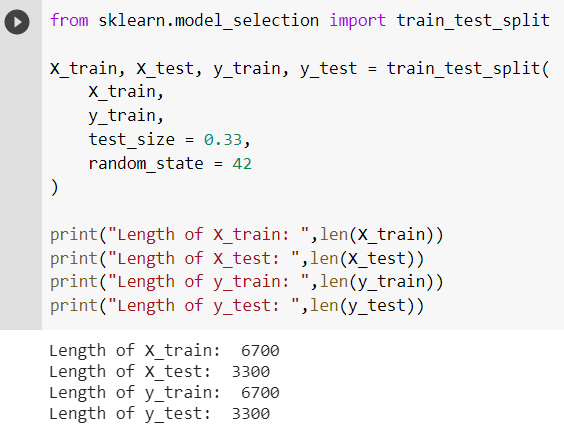 from sklearn.model_selection import train_test_split
X_train, X_test, y_train, y_test = train_test_split(
    X_train,
    y_train,
    test_size = 0.33,
    random_state = 42
)
print("Length of X_train: ",len(X_train))
print("Length of X_test: ",len(X_test))
print("Length of y_train: ",len(y_train))
print("Length of y_test: ",len(y_test))
Length of X_train:  6700
Length of X_test:  3300
Length of y_train:  6700
Length of y_test:  3300